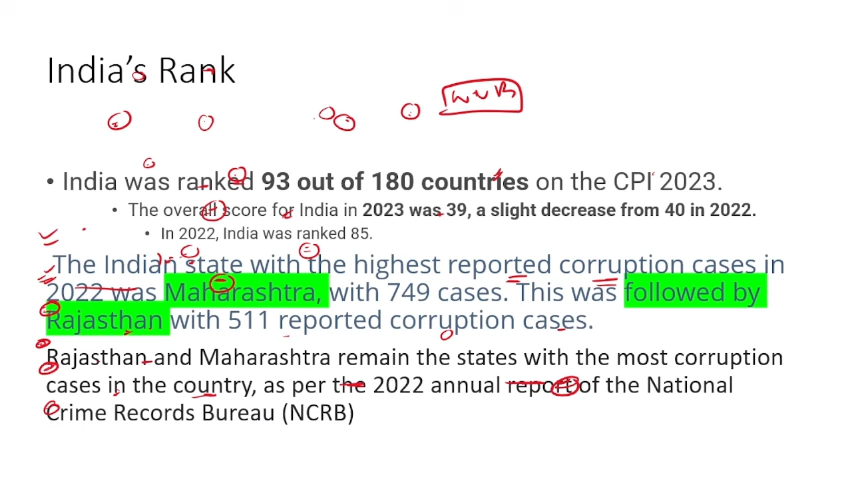 India's Rank
• India was ranked 93 out of 180 countries on the CPI 2023.
• The overall score for India in 2023 was 39, a slight decrease from 40 in 2022.
• In 2022, India was ranked 85.
The Indian state with the highest reported corruption cases in
2022 was Maharashtra, with 749 cases. This was followed by
Rajasthan with 511 reported corruption cases.
Rajasthan and Maharashtra remain the states with the most corruption
cases in the country, as per the 2022 annual report of the National
Crime Records Bureau (NCRB)